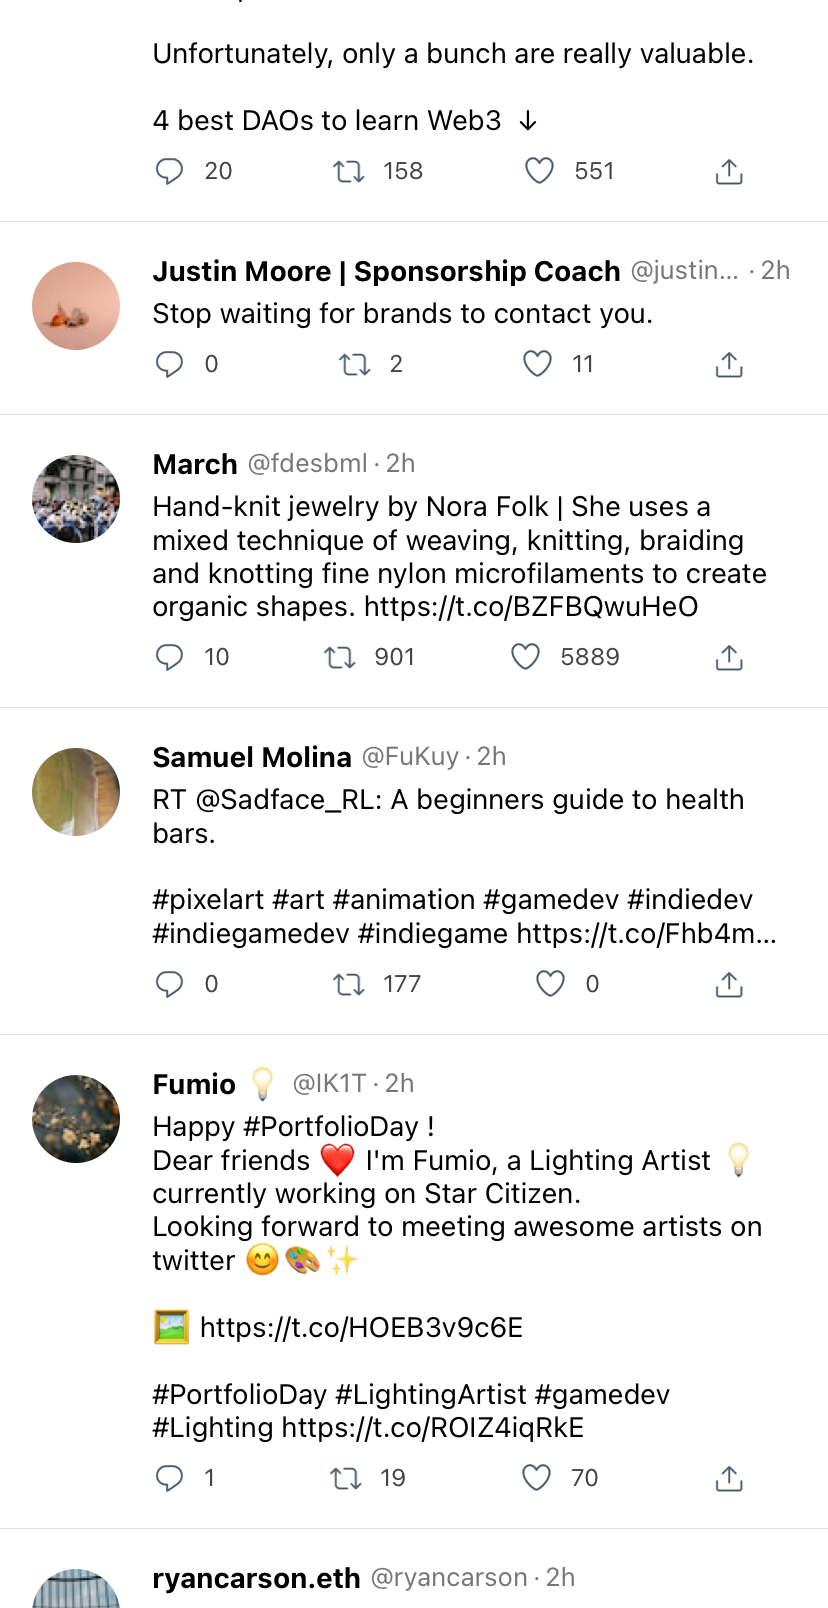 Unfortunately, only a bunch are really valuable.
4 best DAOs to learn Web3 ↓
20 158 551
Justin Moore | Sponsorship Coach @justin... · 2h
Stop waiting for brands to contact you.
0 2 11
March @fdesbml · 2h
Hand-knit jewelry by Nora Folk | She uses a
mixed technique of weaving, knitting, braiding
and knotting fine nylon microfilaments to create
organic shapes. https://t.co/BZFBQwuHeO
10 901 5889
Samuel Molina @FuKuy · 2h
RT @Sadface_RL: A beginners guide to health
bars.
#pixelart #art #animation #gamedev #indiedev
#indiegamedev #indiegame https://t.co/Fhb4m...
0 177 0
Fumio 💡 @IK1T · 2h
Happy #PortfolioDay !
Dear friends ❤️ I'm Fumio, a Lighting Artist 💡
currently working on Star Citizen.
Looking forward to meeting awesome artists on
twitter 😊🎨✨
🖼️ https://t.co/HOEB3v9c6E
#PortfolioDay #LightingArtist #gamedev
#Lighting https://t.co/ROIZ4iqRkE
1 19 70
ryancarson.eth @ryancarson · 2h